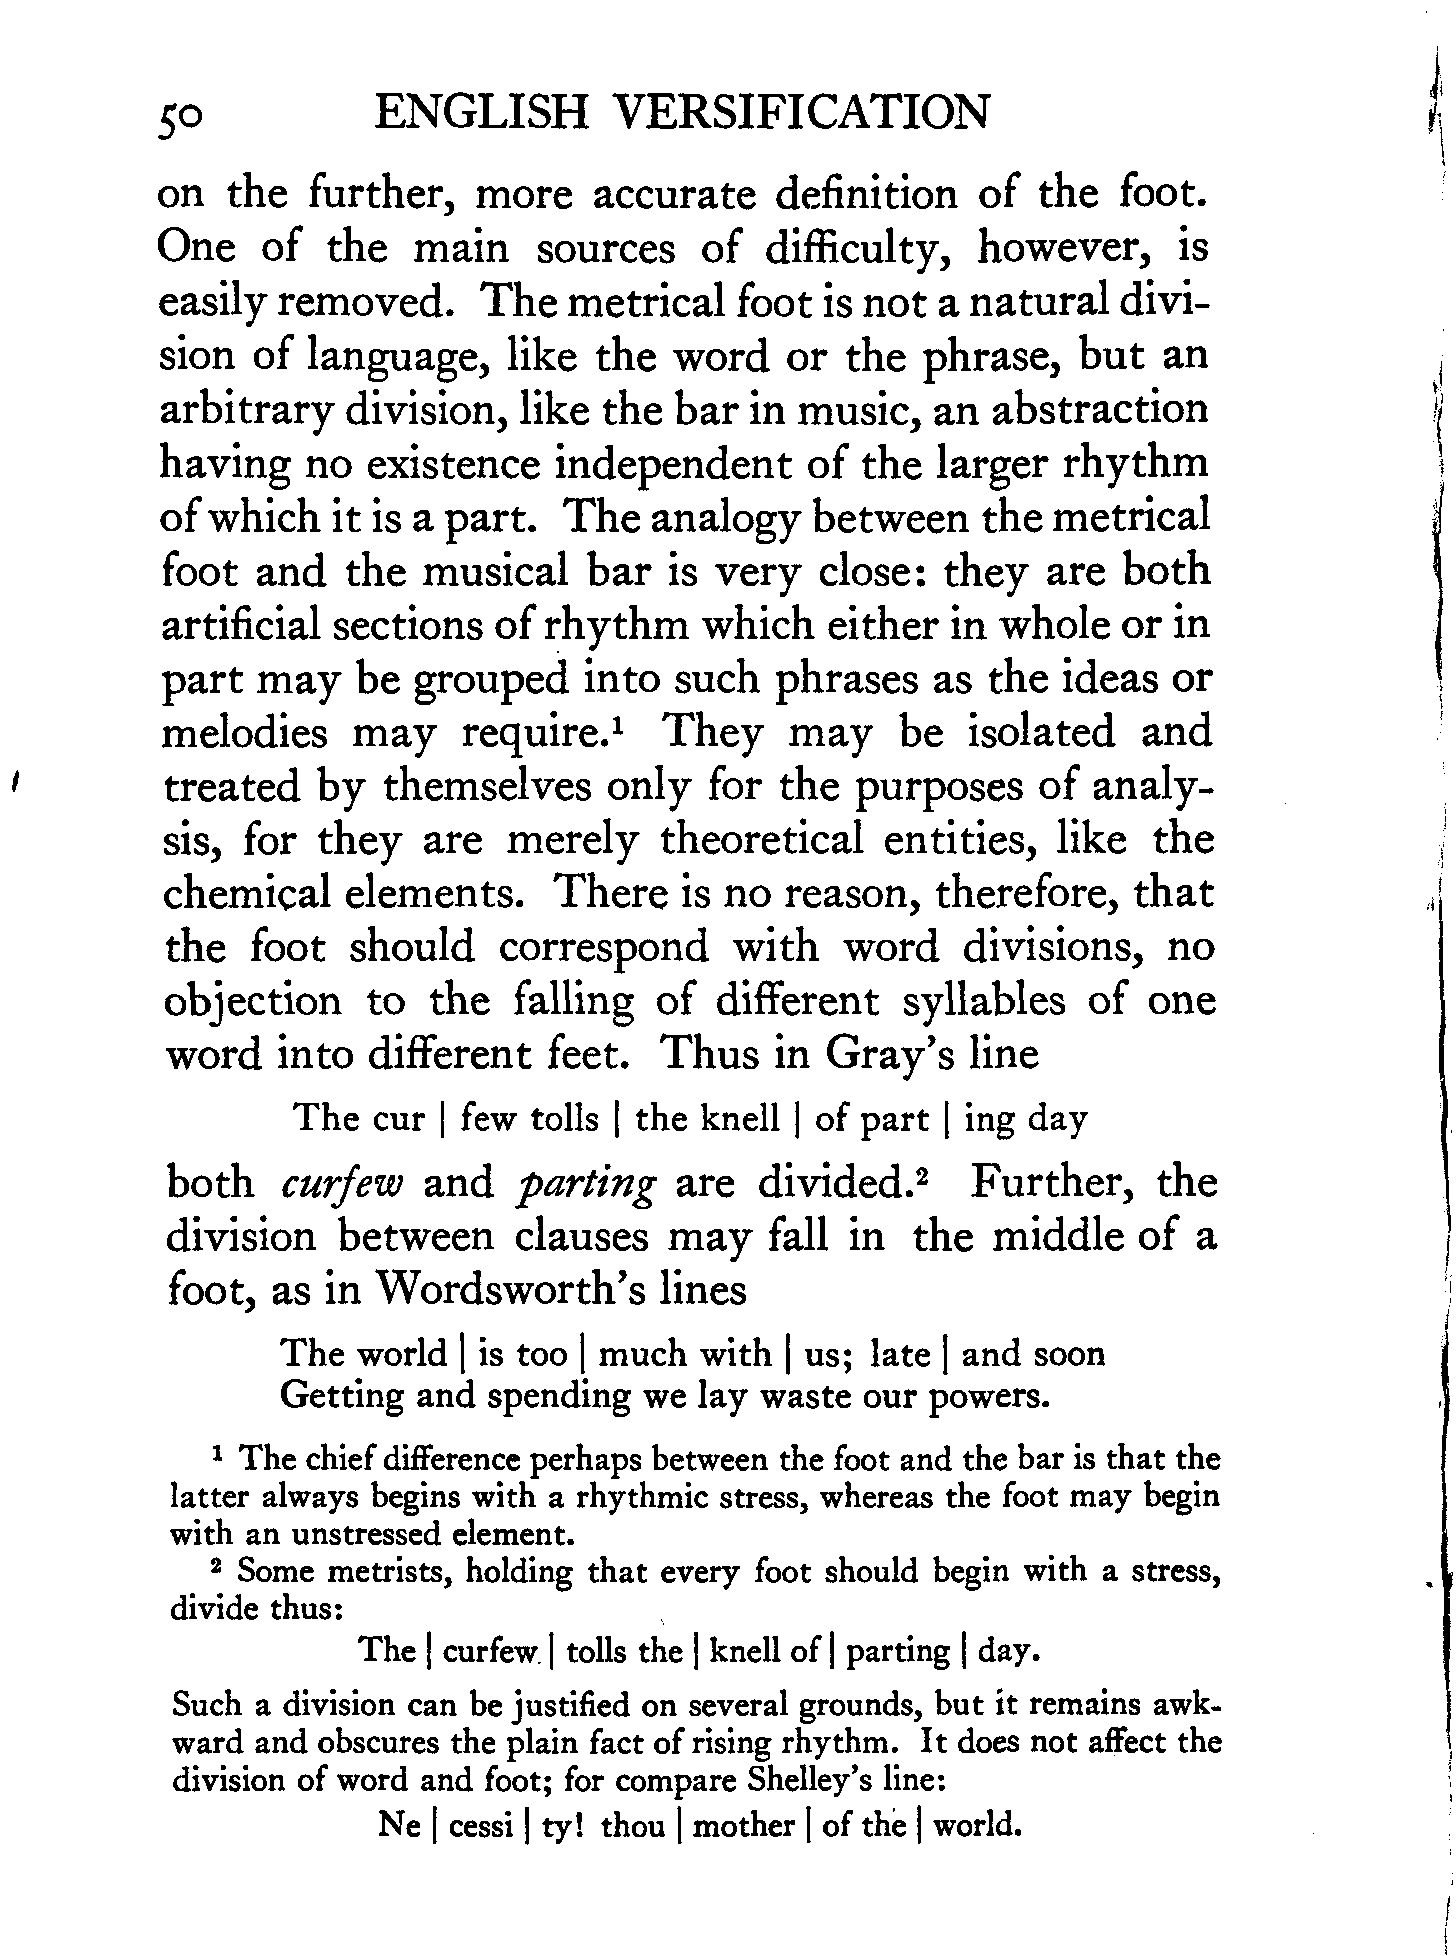 50 ENGLISH VERSIFICATION
on the further, more accurate definition of the foot.
One of the main sources of difficulty, however, is
easily removed. The metrical foot is not a natural divi-
sion of language, like the word or the phrase, but an
arbitrary division, like the bar in music, an abstraction
having no existence independent of the larger rhythm
of which it is a part. The analogy between the metrical
foot and the musical bar is very close: they are both
artificial sections of rhythm which either in whole or in
part may be grouped into such phrases as the ideas or
melodies may require.¹ They may be isolated and
treated by themselves only for the purposes of analy-
sis, for they are merely theoretical entities, like the
chemical elements. There is no reason, therefore, that
the foot should correspond with word divisions, no
objection to the falling of different syllables of one
word into different feet. Thus in Gray's line
The cur | few tolls | the knell | of part | ing day
both curfew and parting are divided.² Further, the
division between clauses may fall in the middle of a
foot, as in Wordsworth's lines
The world | is too | much with | us; late | and soon
Getting and spending we lay waste our powers.
¹ The chief difference perhaps between the foot and the bar is that the
latter always begins with a rhythmic stress, whereas the foot may begin
with an unstressed element.
² Some metrists, holding that every foot should begin with a stress,
divide thus:
The | curfew | tolls the | knell of | parting | day.
Such a division can be justified on several grounds, but it remains awk-
ward and obscures the plain fact of rising rhythm. It does not affect the
division of word and foot; for compare Shelley's line:
Ne | cessi | ty! thou | mother | of the | world.